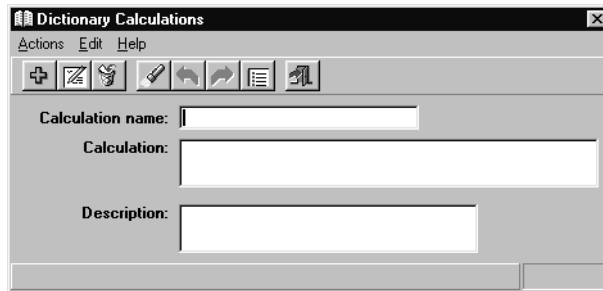 Dictionary Calculations
Actions Edit Help
Calculation name:
Calculation:
Description: